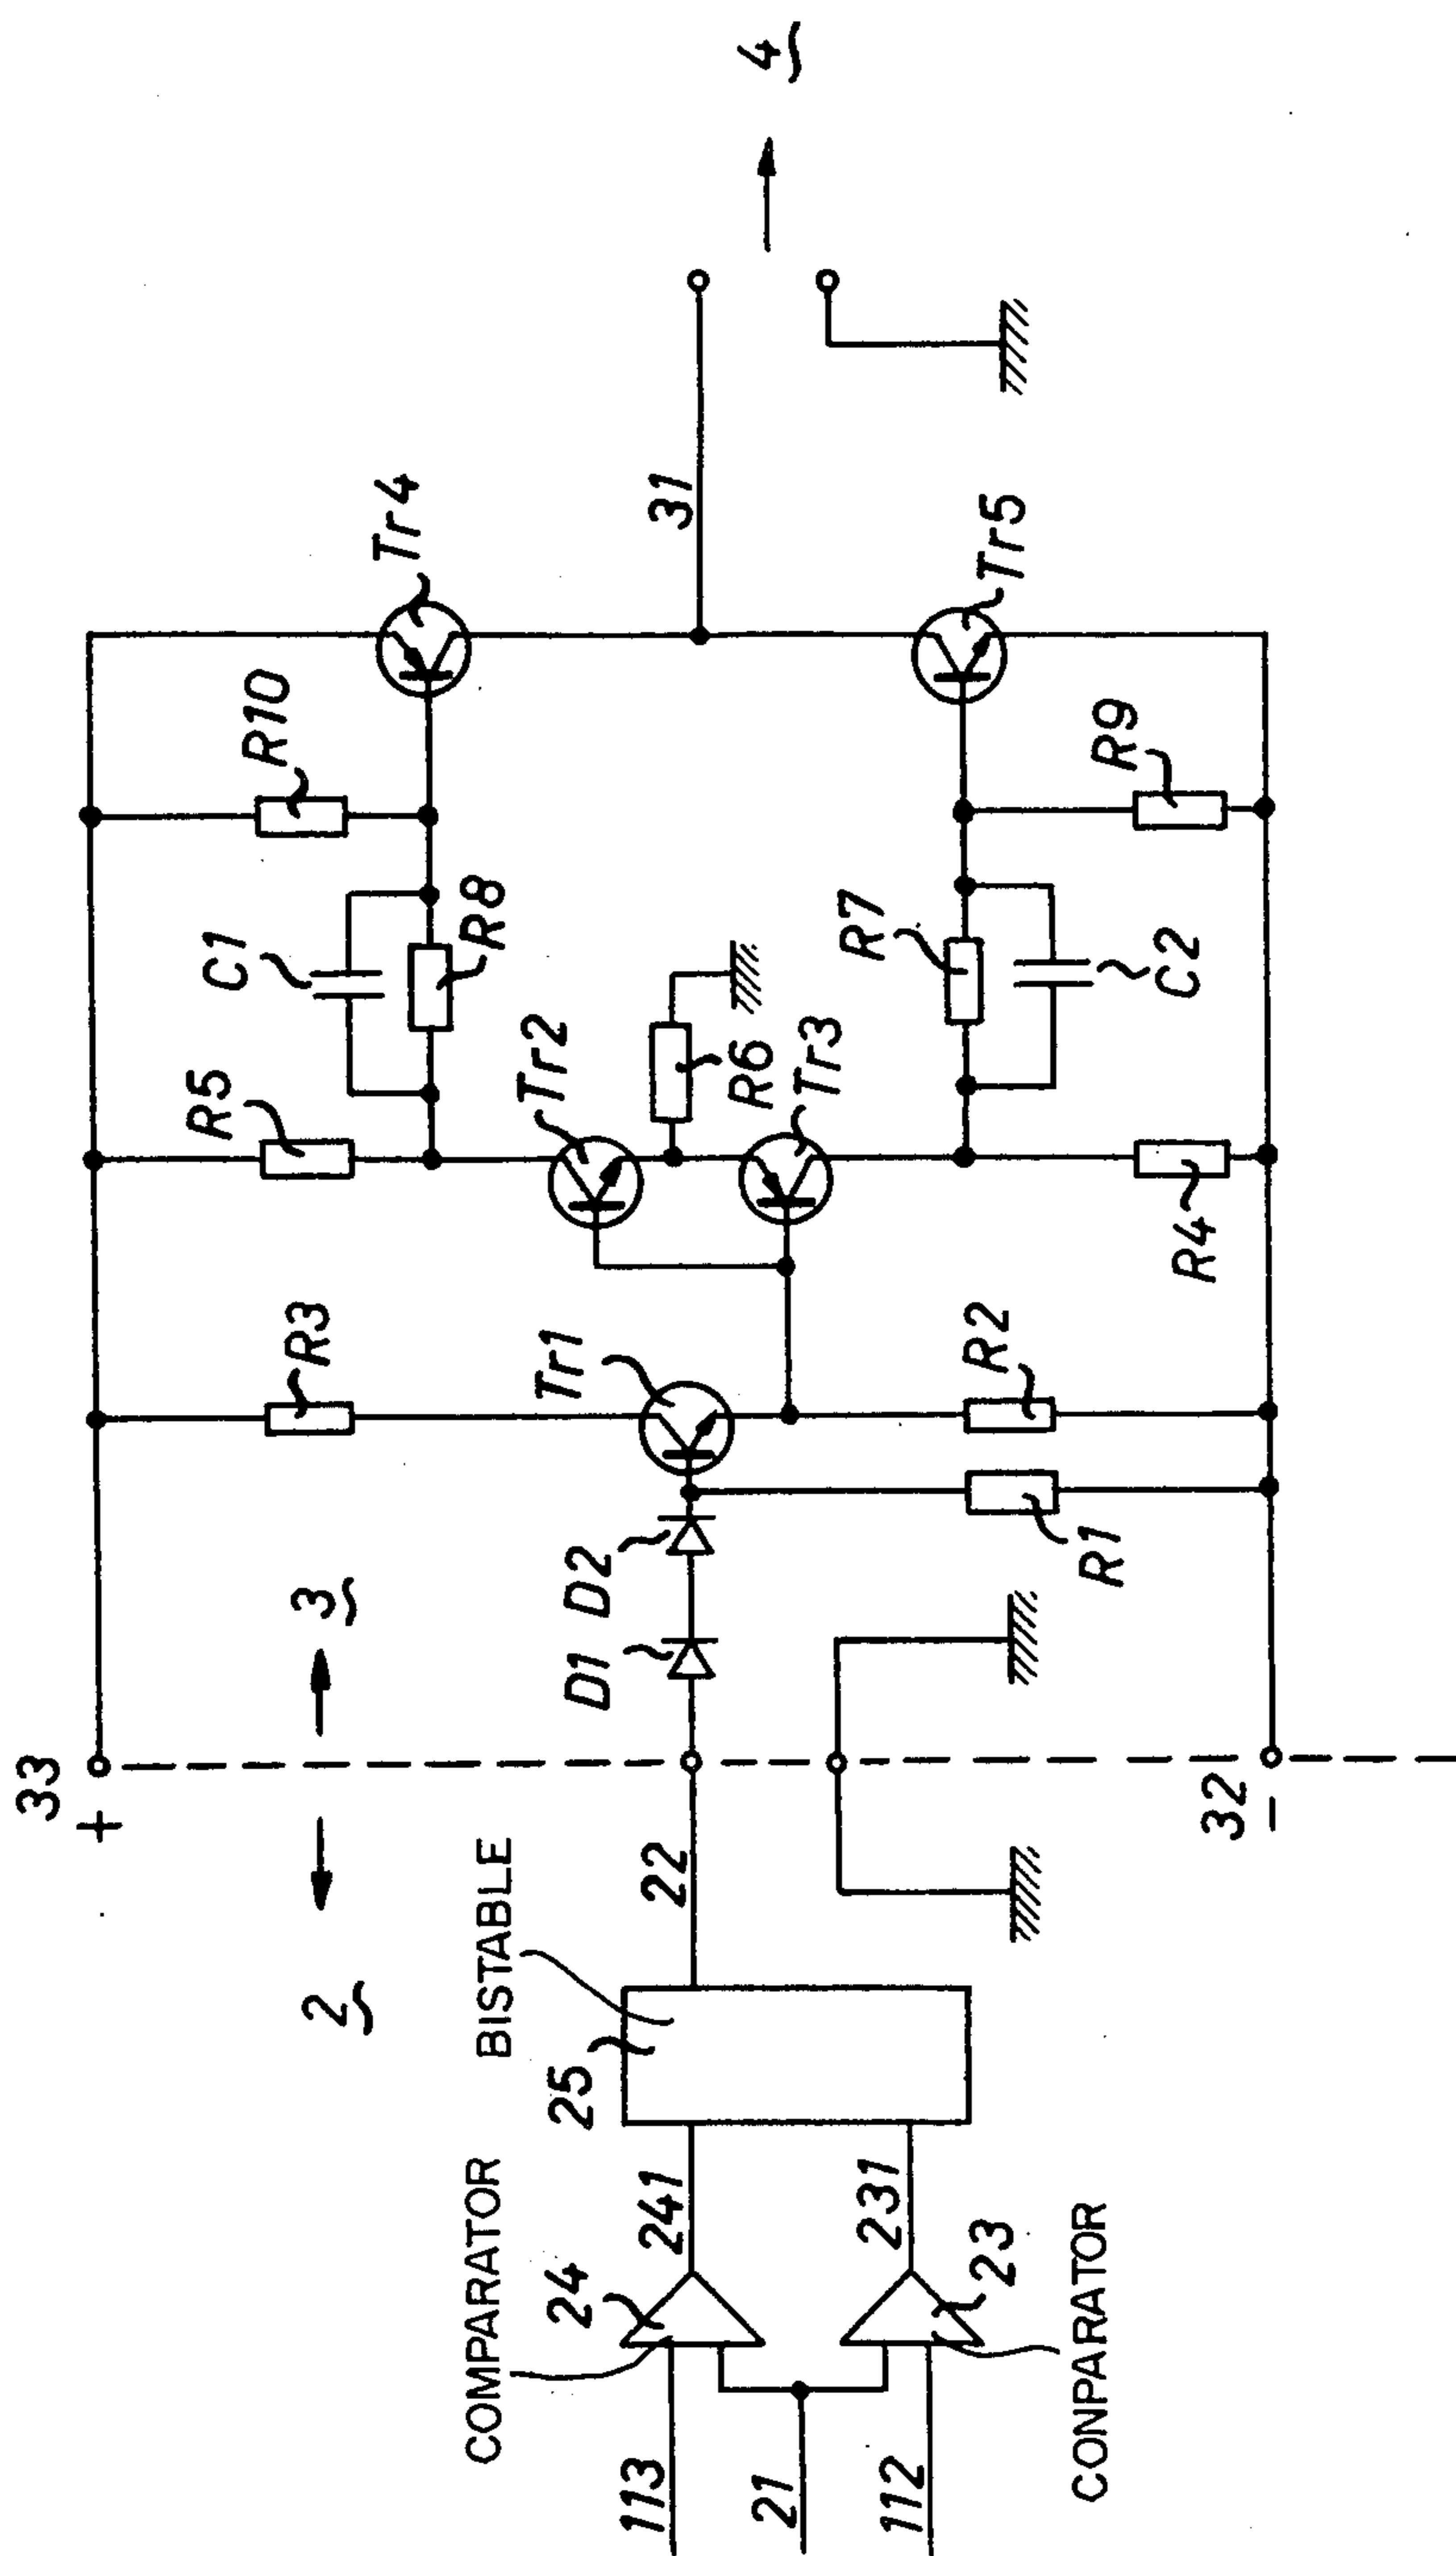 4
33
+
R3
R5
R10
C1
R8
Tr4
2
3
Tr2
Tr1
R6
Tr3
31
BISTABLE
COMPARATOR
25
22
D1
D2
24
241
113
21
112
231
23
CONPARATOR
R7
C2
Tr5
R9
R2
R1
R4
32
-